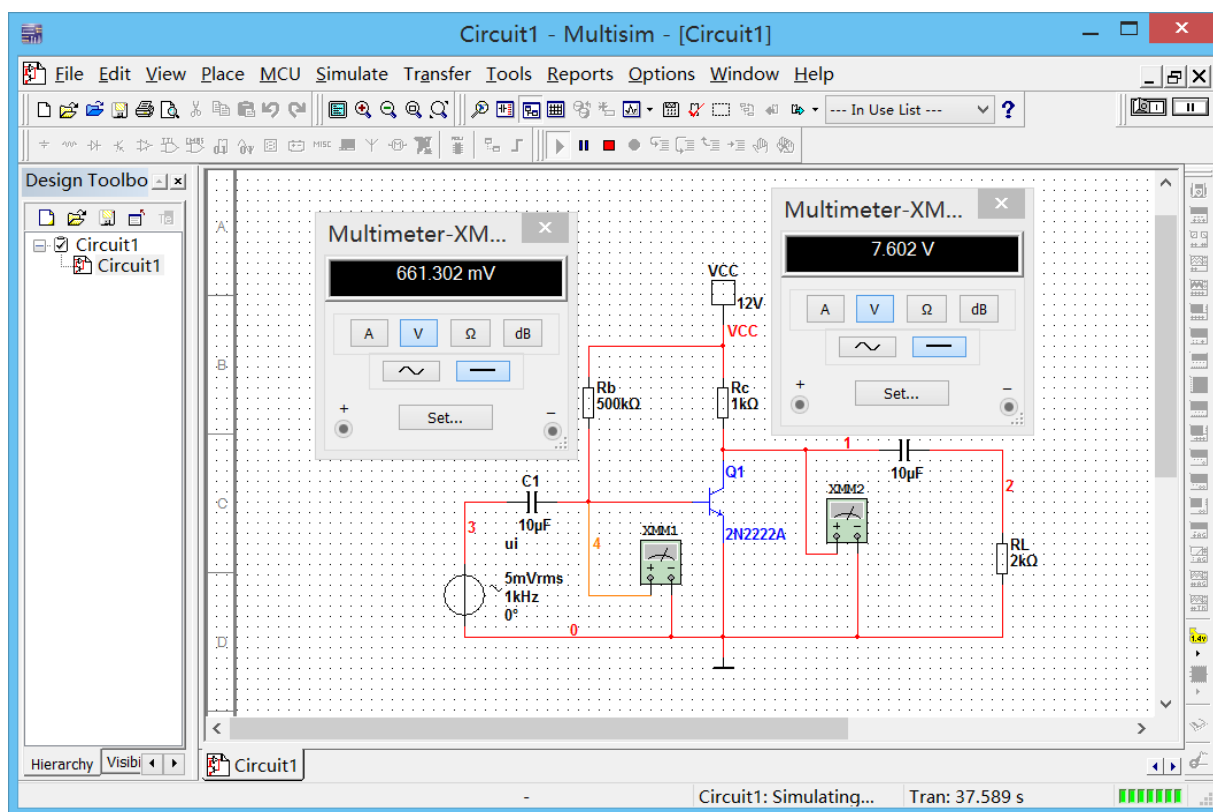 Circuit1 - Multisim - [Circuit1]
File Edit View Place MCU Simulate Transfer Tools Reports Options Window Help
--- In Use List ---
MISC
Design Toolbo
Circuit1
Circuit1
A
B
C
D
Multimeter-XM...
661.302 mV
A V Ω dB
Set...
+ -
Multimeter-XM...
7.602 V
A V Ω dB
Set...
+ -
VCC
12V
VCC
Rb
500kΩ
Rc
1kΩ
1
10µF
2
C1
10µF
3
ui
4
XMM1
+ -
Q1
2N2222A
XMM2
+ -
RL
2kΩ
5mVrms
1kHz
0°
0
1.4v
Hierarchy Visibi
Circuit1
- Circuit1: Simulating... Tran: 37.589 s